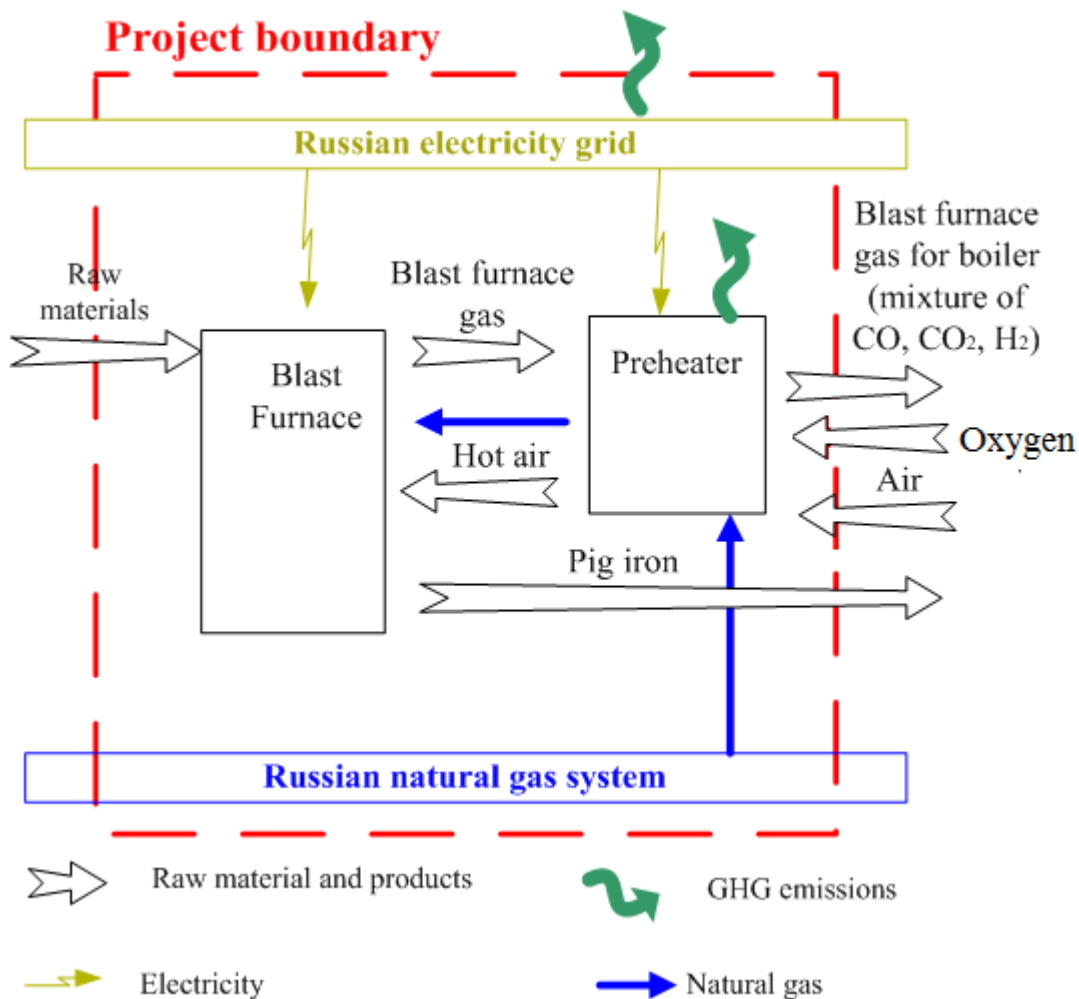 Project boundary
Russian electricity grid
Raw
materials
Blast furnace
gas
Blast furnace
gas for boiler
(mixture of
CO, CO₂, H₂)
Blast
Furnace
Preheater
Hot air
Oxygen
Air
Pig iron
Russian natural gas system
Raw material and products
GHG emissions
Electricity
Natural gas